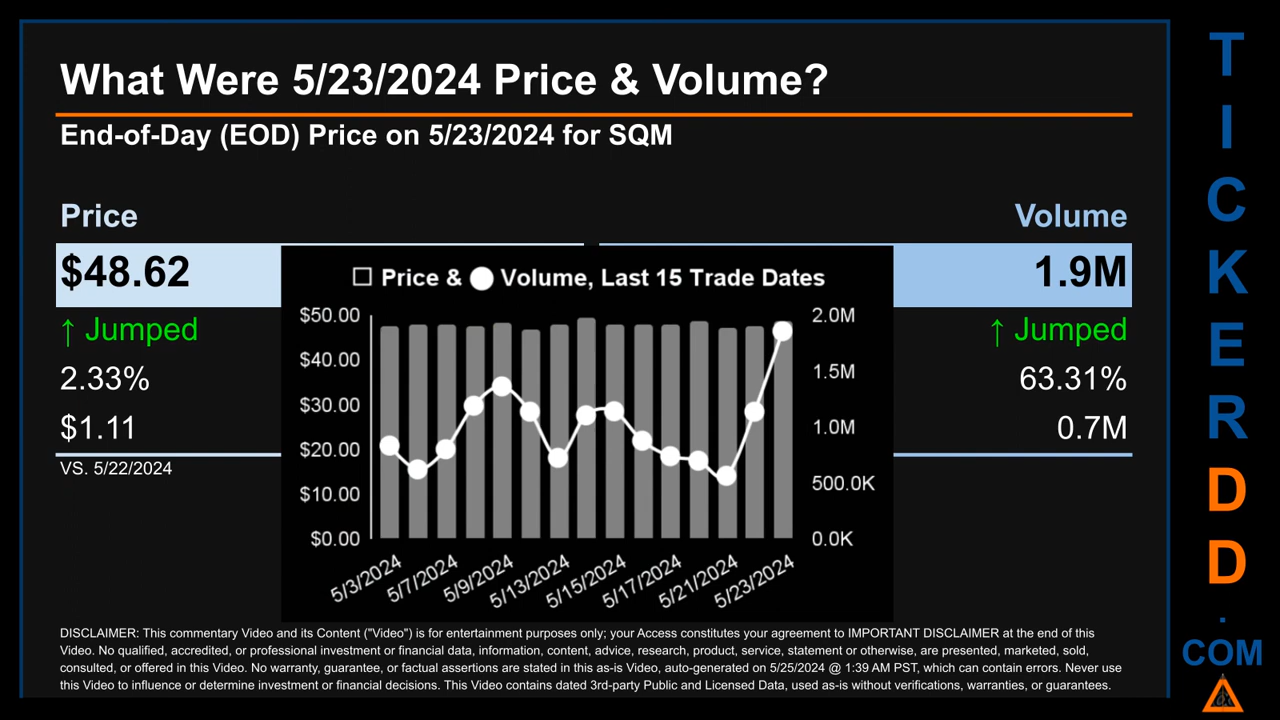 What Were 5/23/2024 Price & Volume?
End-of-Day (EOD) Price on 5/23/2024 for SQM
Price
Volume
$48.62
1.9M
↑ Jumped
↑ Jumped
2.33%
63.31%
$1.11
0.7M
VS. 5/22/2024
Price & Volume, Last 15 Trade Dates
$50.00
$40.00
$30.00
$20.00
$10.00
$0.00
2.0M
1.5M
1.0M
500.0K
0.0K
5/3/2024
5/7/2024
5/9/2024
5/13/2024
5/15/2024
5/17/2024
5/21/2024
5/23/2024
DISCLAIMER: This commentary Video and its Content ("Video") is for entertainment purposes only; your Access constitutes your agreement to IMPORTANT DISCLAIMER at the end of this
Video. No qualified, accredited, or professional investment or financial data, information, content, advice, research, product, service, statement or otherwise, are presented, marketed, sold,
consulted, or offered in this Video. No warranty, guarantee, or factual assertions are stated in this as-is Video, auto-generated on 5/25/2024 @ 1:39 AM PST, which can contain errors. Never use
this Video to influence or determine investment or financial decisions. This Video contains dated 3rd-party Public and Licensed Data, used as-is without verifications, warranties, or guarantees.
T
I
C
K
E
R
D
D
.
COM